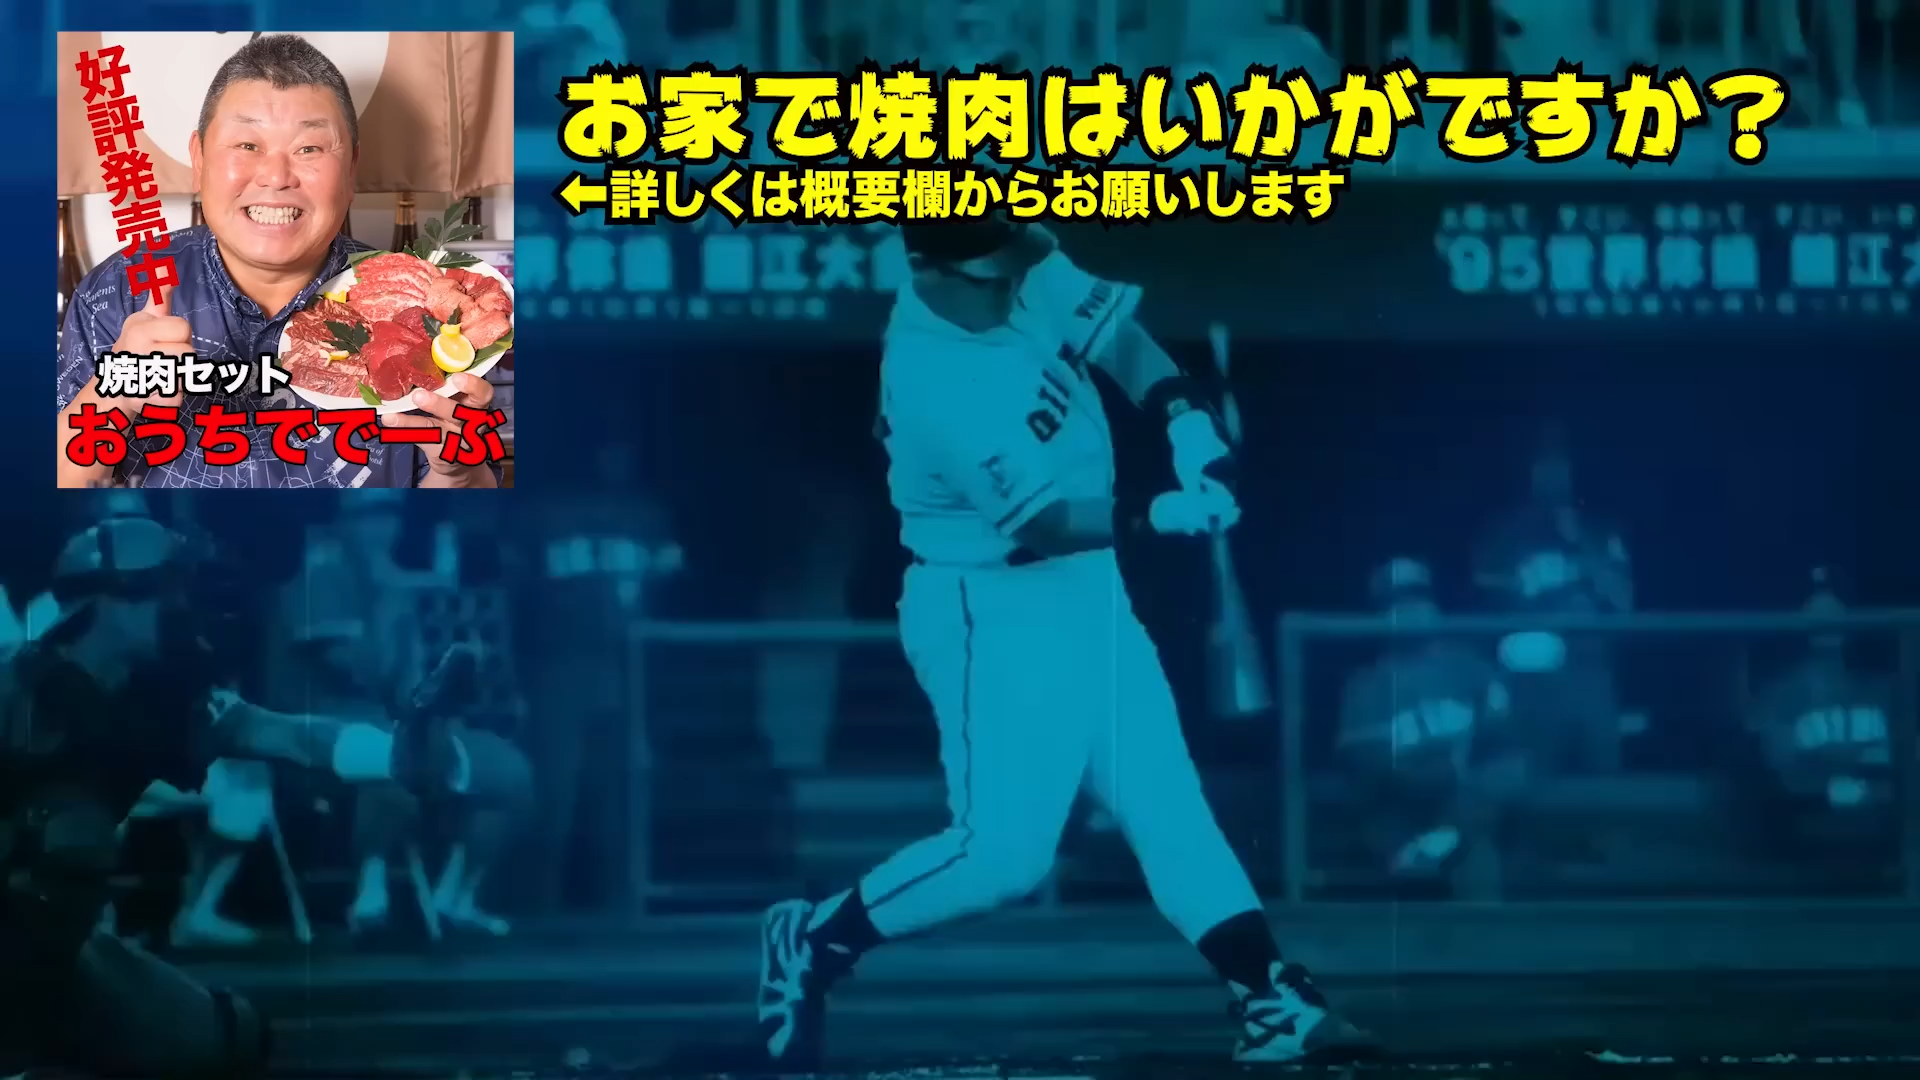 好評発売中
焼肉セット
おうちででーぶ
お家で焼肉はいかがですか？
←詳しくは概要欄からお願いします
'95世界体操 鯖江大